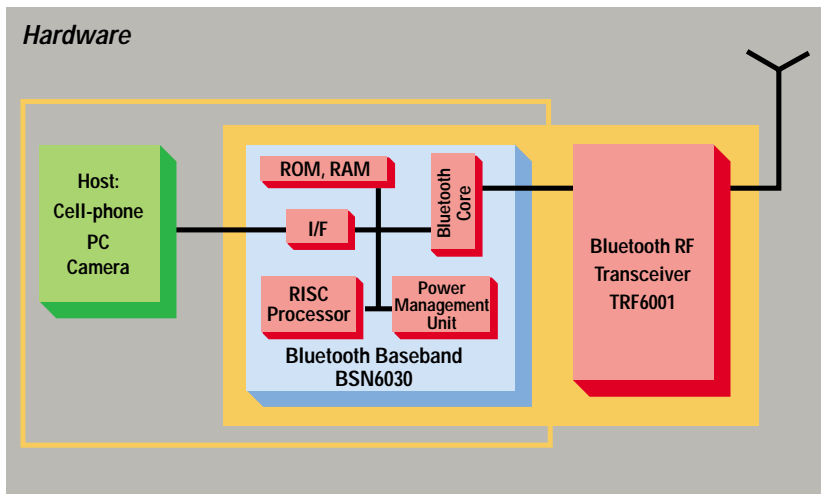 Hardware
Host:
Cell-phone
PC
Camera
ROM, RAM
I/F
Bluetooth
Core
RISC
Processor
Power
Management
Unit
Bluetooth Baseband
BSN6030
Bluetooth RF
Transceiver
TRF6001